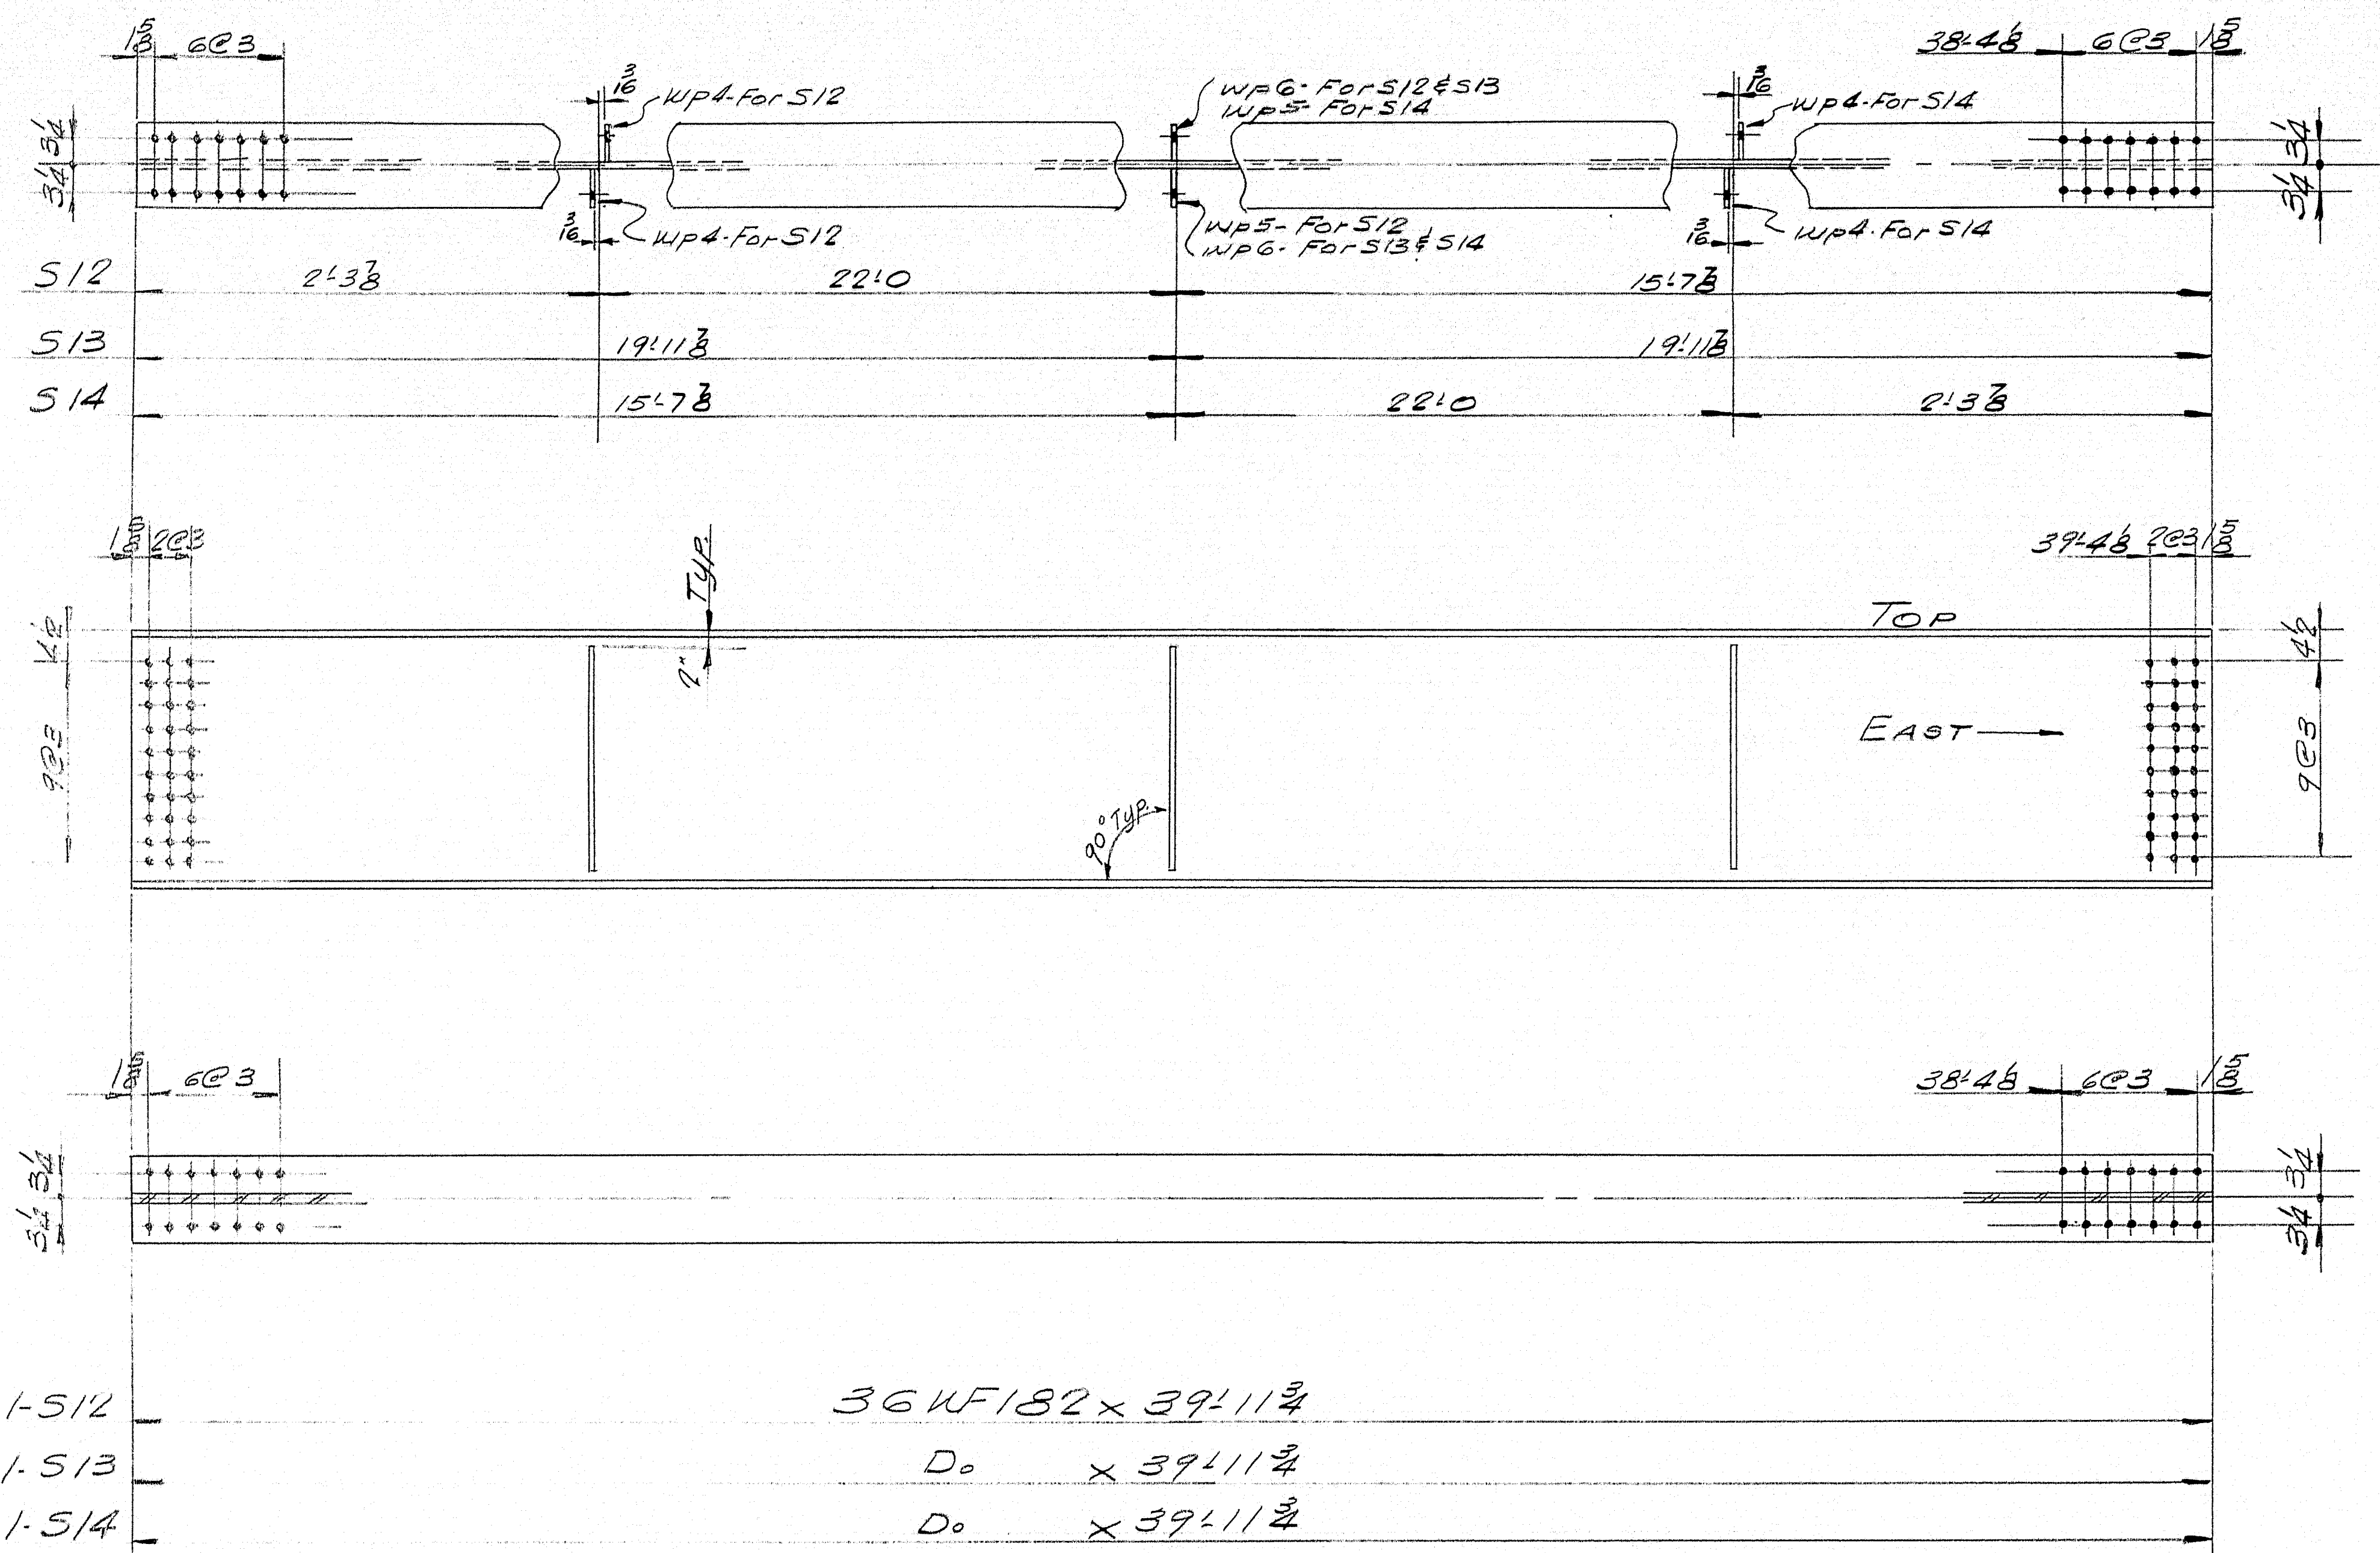 1 5/8 6@3
38'-4 1/8 6@3 1 5/8
3/16 wp4-For S12
wp6-For S12 & S13
wp5-For S14
3/16 wp4-For S14
3 1/4 3 1/4
3 1/4 3 1/4
3/16 wp4-For S12
wp5-For S12
wp6-For S13 & S14
3/16 wp4-For S14
S12 2'-3 7/8 22'-0 15'-7 7/8
S13 19'-11 7/8 19'-11 7/8
S14 15'-7 7/8 22'-0 2'-3 7/8
1 5/8 2@3
TYP.
2"
39'-4 1/8 2@3 1 5/8
TOP
4 1/2
4 1/2
9@3
9@3
EAST
90° TYP.
1 5/8 6@3
38'-4 1/8 6@3 1 5/8
3 1/4 3 1/4
3 1/4 3 1/4
1-S12 36 WF 182 x 39'-11 3/4
1-S13 Do x 39'-11 3/4
1-S14 Do x 39'-11 3/4